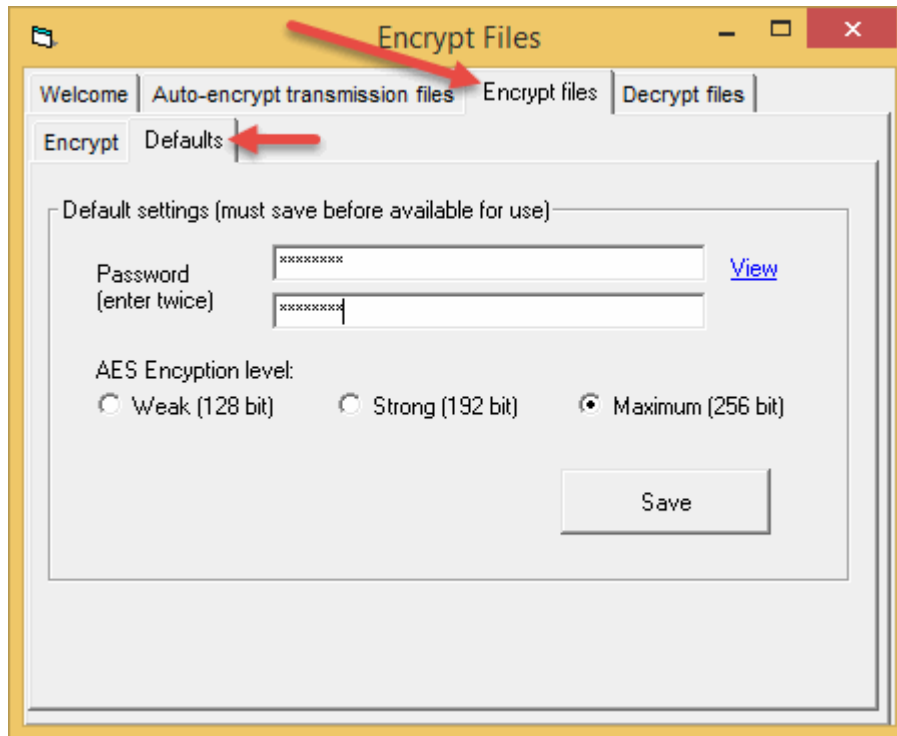 Encrypt Files
Welcome Auto-encrypt transmission files Encrypt files Decrypt files
Encrypt Defaults
Default settings (must save before available for use)
Password
(enter twice)
xxxxxxxx
View
xxxxxxxx
AES Encyption level:
Weak (128 bit) Strong (192 bit) Maximum (256 bit)
Save